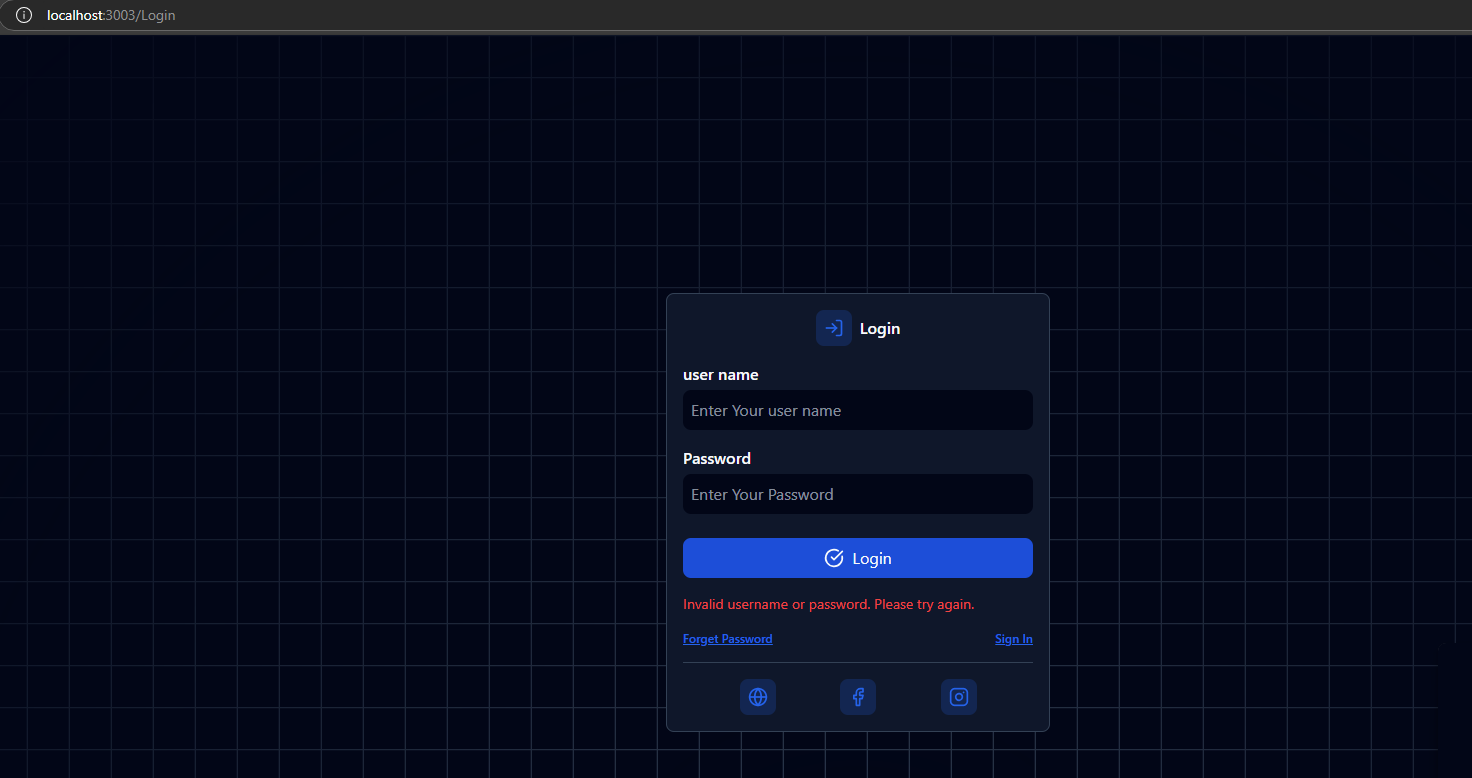 localhost:3003/Login
Login
user name
Enter Your user name
Password
Enter Your Password
Login
Invalid username or password. Please try again.
Forget Password Sign In